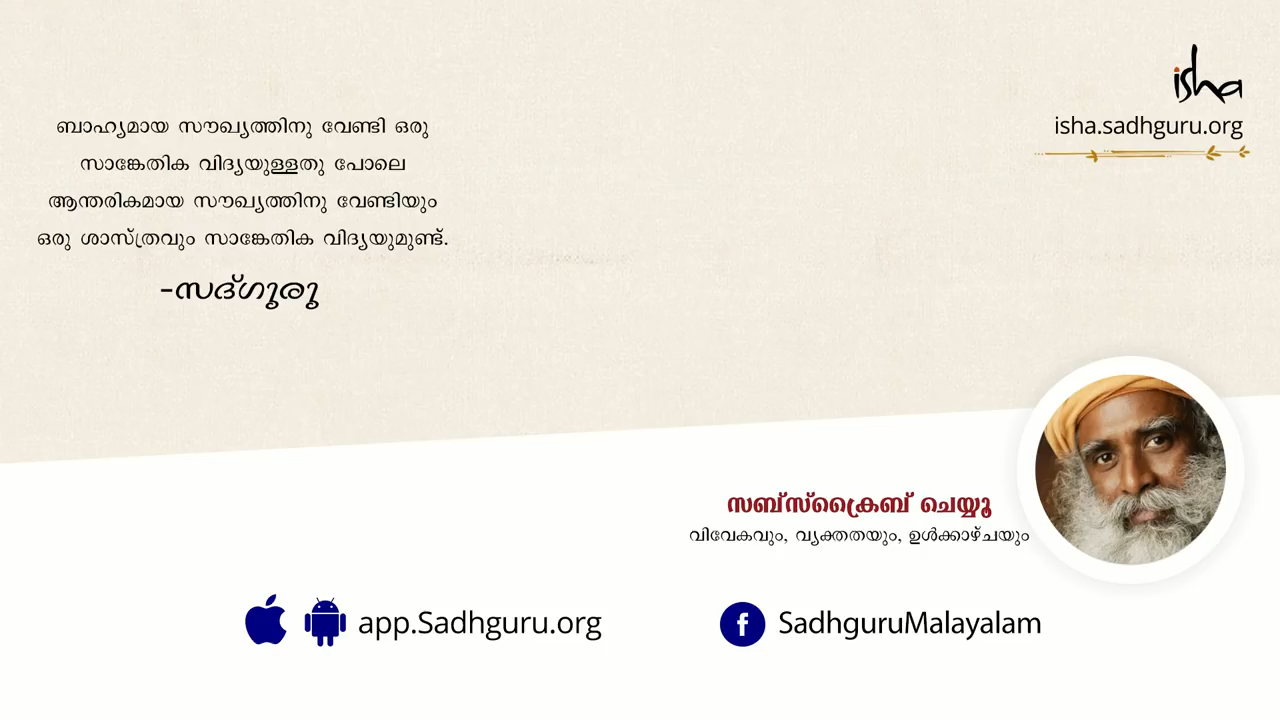 ബാഹ്യമായ സൗഖ്യത്തിനു വേണ്ടി ഒരു
സാങ്കേതിക വിദ്യയുള്ളതു പോലെ
ആന്തരികമായ സൗഖ്യത്തിനു വേണ്ടിയും
ഒരു ശാസ്ത്രവും സാങ്കേതിക വിദ്യയുമുണ്ട്.
-സദ്ഗുരു
isha
isha.sadhguru.org
സബ്സ്ക്രൈബ് ചെയ്യൂ
വിവേകവും, വ്യക്തതയും, ഉൾക്കാഴ്ചയും
app.Sadhguru.org
f SadhguruMalayalam